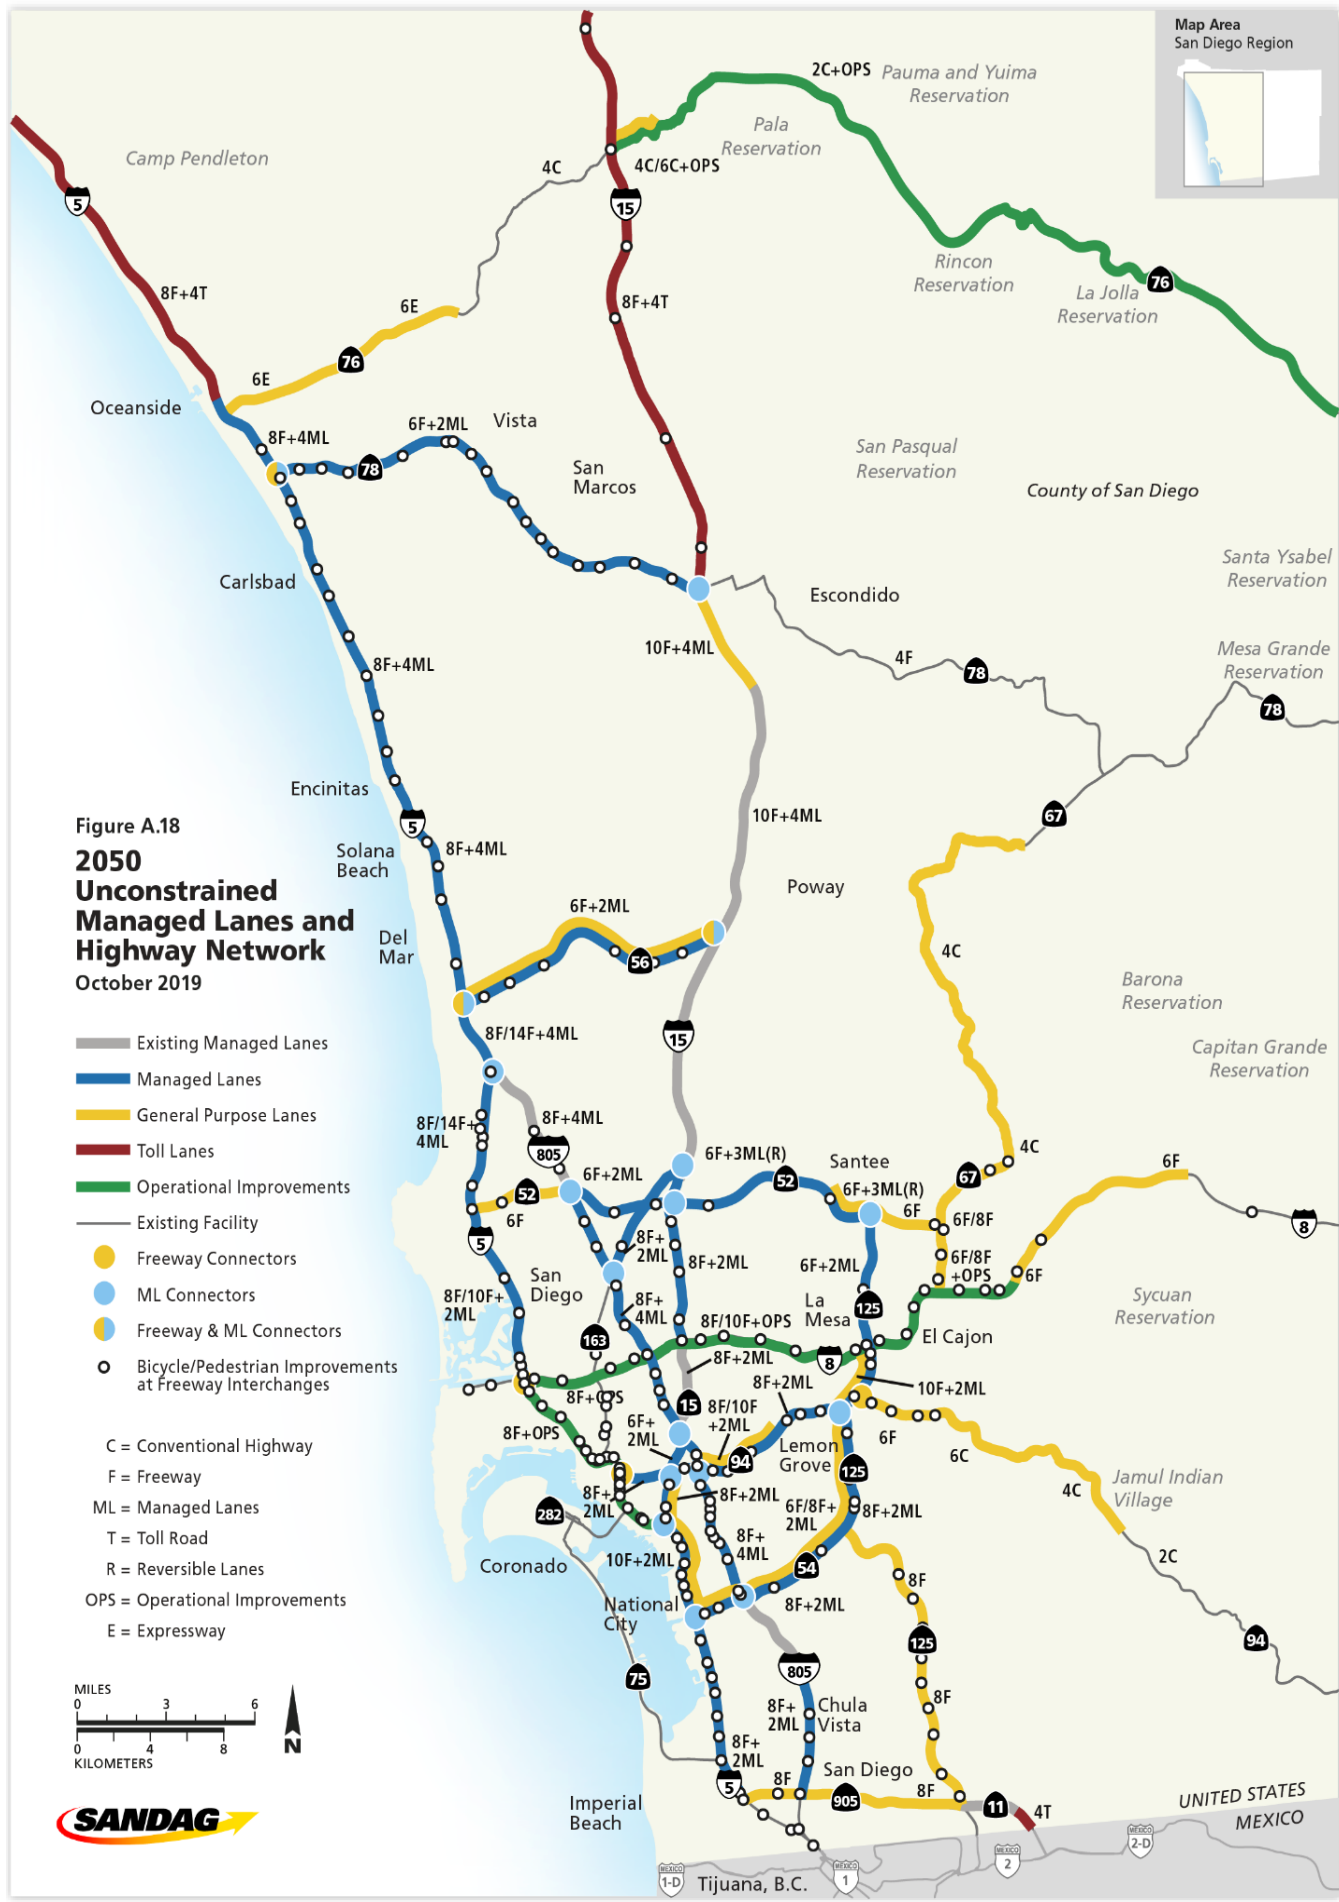 Map Area
San Diego Region
2C+OPS
Pauma and Yuima
Reservation
Pala
Reservation
Camp Pendleton
4C
4C/6C+OPS
5
15
Rincon
Reservation
76
La Jolla
Reservation
8F+4T
8F+4T
6E
76
6E
Oceanside
8F+4ML
6F+2ML
Vista
78
San
Marcos
San Pasqual
Reservation
County of San Diego
Carlsbad
Escondido
Santa Ysabel
Reservation
10F+4ML
4F
78
Mesa Grande
Reservation
78
8F+4ML
Encinitas
5
10F+4ML
67
Figure A.18
2050
Unconstrained
Managed Lanes and
Highway Network
October 2019
Solana
Beach
8F+4ML
Poway
6F+2ML
Del
Mar
56
4C
Barona
Reservation
Capitan Grande
Reservation
8F/14F+4ML
15
Existing Managed Lanes
Managed Lanes
General Purpose Lanes
Toll Lanes
Operational Improvements
Existing Facility
Freeway Connectors
ML Connectors
Freeway & ML Connectors
Bicycle/Pedestrian Improvements
at Freeway Interchanges
8F/14F+
4ML
8F+4ML
805
6F+2ML
6F+3ML(R)
Santee
4C
67
6F
52
52
6F
6F+3ML(R)
6F
6F/8F
8
5
8F+
2ML
8F+2ML
6F+2ML
6F/8F
+OPS
6F
San
Diego
8F/10F+
2ML
8F+
4ML
La
Mesa
125
Sycuan
Reservation
163
8F/10F+OPS
El Cajon
8
8F+2ML
8F+2ML
10F+2ML
8F+OPS
15
8F/10F
+2ML
8F+OPS
6F+
2ML
Lemon
Grove
6F
6C
94
125
4C
Jamul Indian
Village
8F+
2ML
8F+2ML
6F/8F+
2ML
8F+2ML
282
Coronado
10F+2ML
8F+
4ML
54
2C
8F
National
City
8F+2ML
125
94
C = Conventional Highway
F = Freeway
ML = Managed Lanes
T = Toll Road
R = Reversible Lanes
OPS = Operational Improvements
E = Expressway
75
805
8F+
2ML
Chula
Vista
8F
MILES
0 3 6
0 4 8
KILOMETERS
N
8F+
2ML
5
8F
San Diego
905
8F
11
4T
UNITED STATES
MEXICO
SANDAG
Imperial
Beach
MEXICO
1-D
Tijuana, B.C.
MEXICO
1
MEXICO
2
MEXICO
2-D